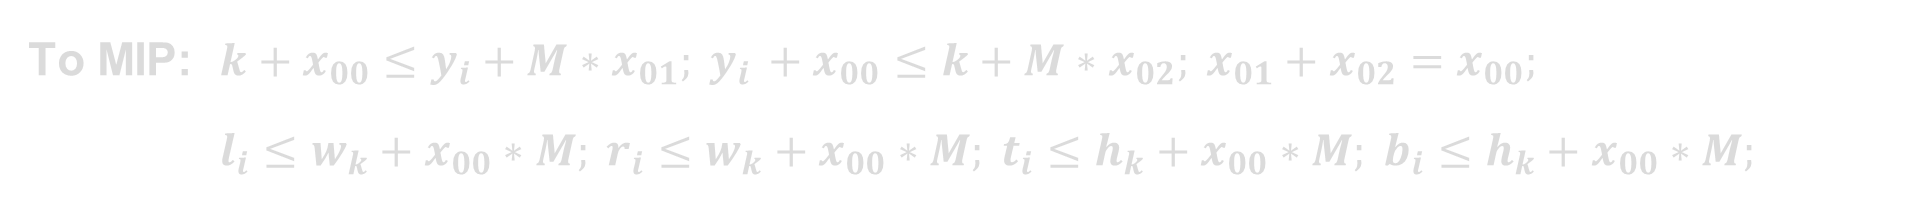 To MIP: k + x₀₀ ≤ yᵢ + M * x₀₁; yᵢ + x₀₀ ≤ k + M * x₀₂; x₀₁ + x₀₂ = x₀₀;
lᵢ ≤ wₖ + x₀₀ * M; rᵢ ≤ wₖ + x₀₀ * M; tᵢ ≤ hₖ + x₀₀ * M; bᵢ ≤ hₖ + x₀₀ * M;